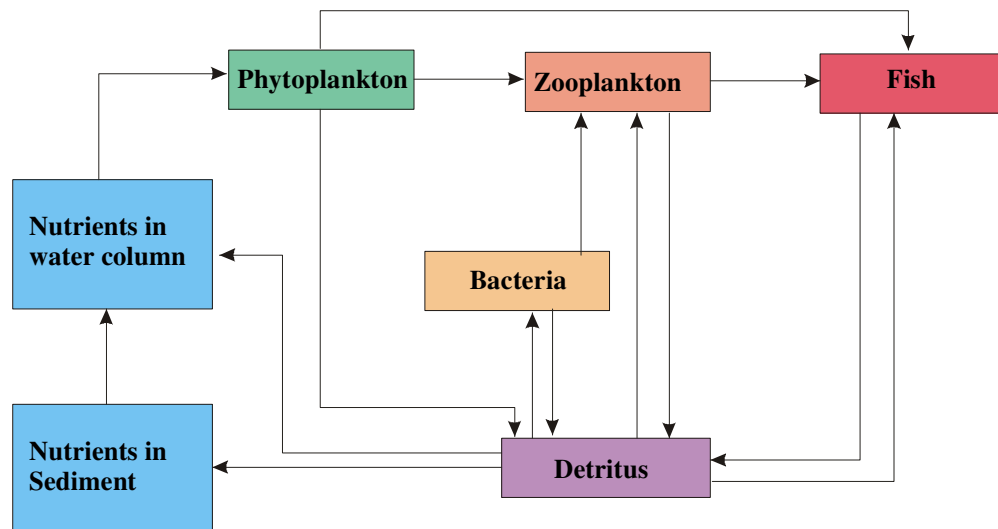 Phytoplankton
Zooplankton
Fish
Nutrients in
water column
Bacteria
Nutrients in
Sediment
Detritus